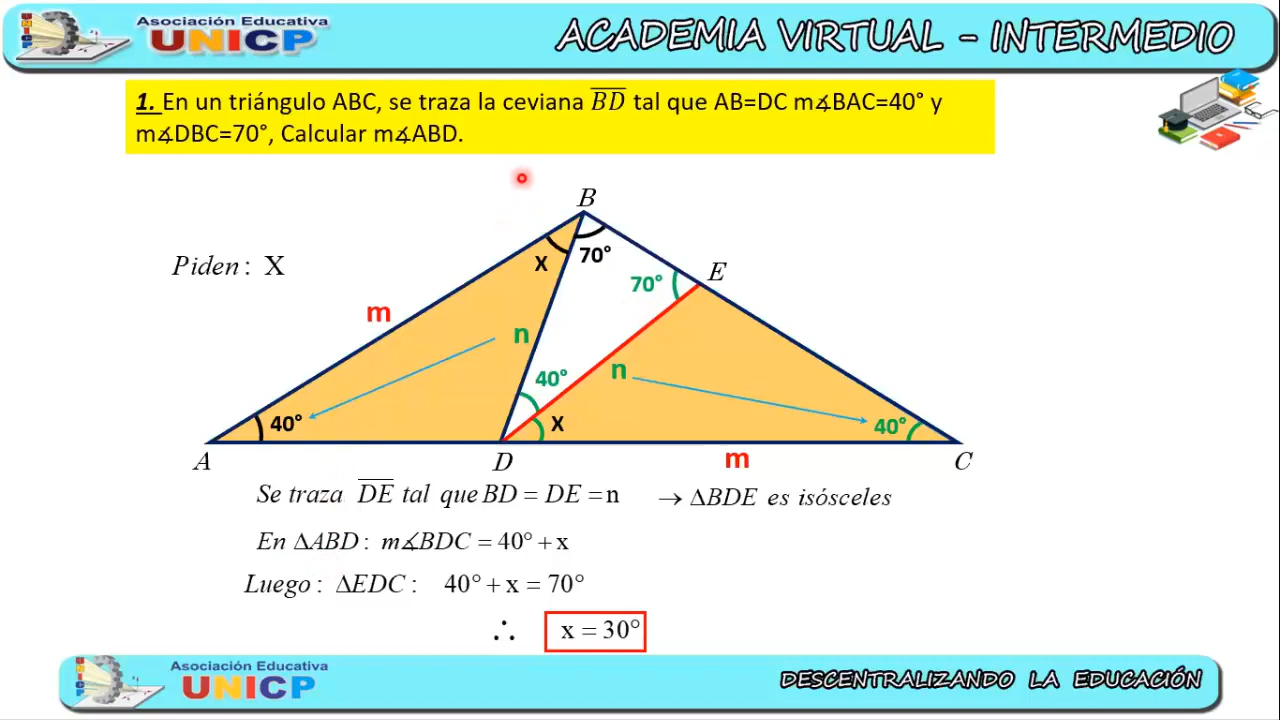 Asociación Educativa
UNICP
ACADEMIA VIRTUAL - INTERMEDIO
1. En un triángulo ABC, se traza la ceviana BD tal que AB=DC m∡BAC=40° y
m∡DBC=70°, Calcular m∡ABD.
B
Piden: X
X
70°
70°
E
m
n
40°
n
40°
X
40°
A
D
m
C
Se traza DE tal que BD = DE = n → ΔBDE es isósceles
En ΔABD: m∡BDC = 40° + x
Luego: ΔEDC: 40° + x = 70°
∴ x = 30°
Asociación Educativa
UNICP
DESCENTRALIZANDO LA EDUCACIÓN